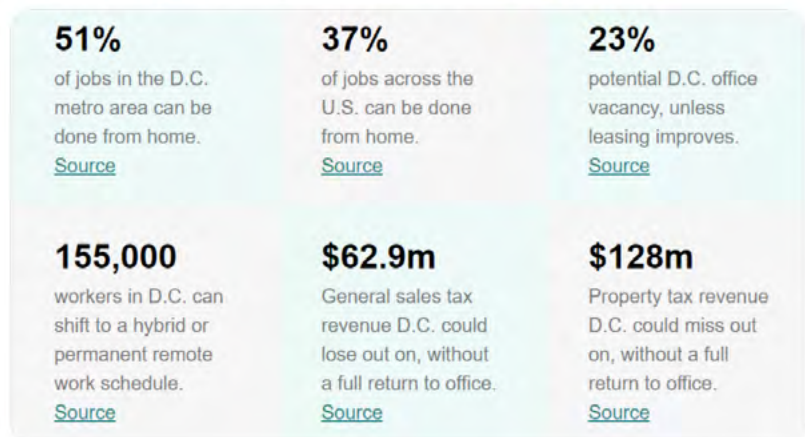 51%
of jobs in the D.C.
metro area can be
done from home.
Source
37%
of jobs across the
U.S. can be done
from home.
Source
23%
potential D.C. office
vacancy, unless
leasing improves.
Source
155,000
workers in D.C. can
shift to a hybrid or
permanent remote
work schedule.
Source
$62.9m
General sales tax
revenue D.C. could
lose out on, without
a full return to office.
Source
$128m
Property tax revenue
D.C. could miss out
on, without a full
return to office.
Source